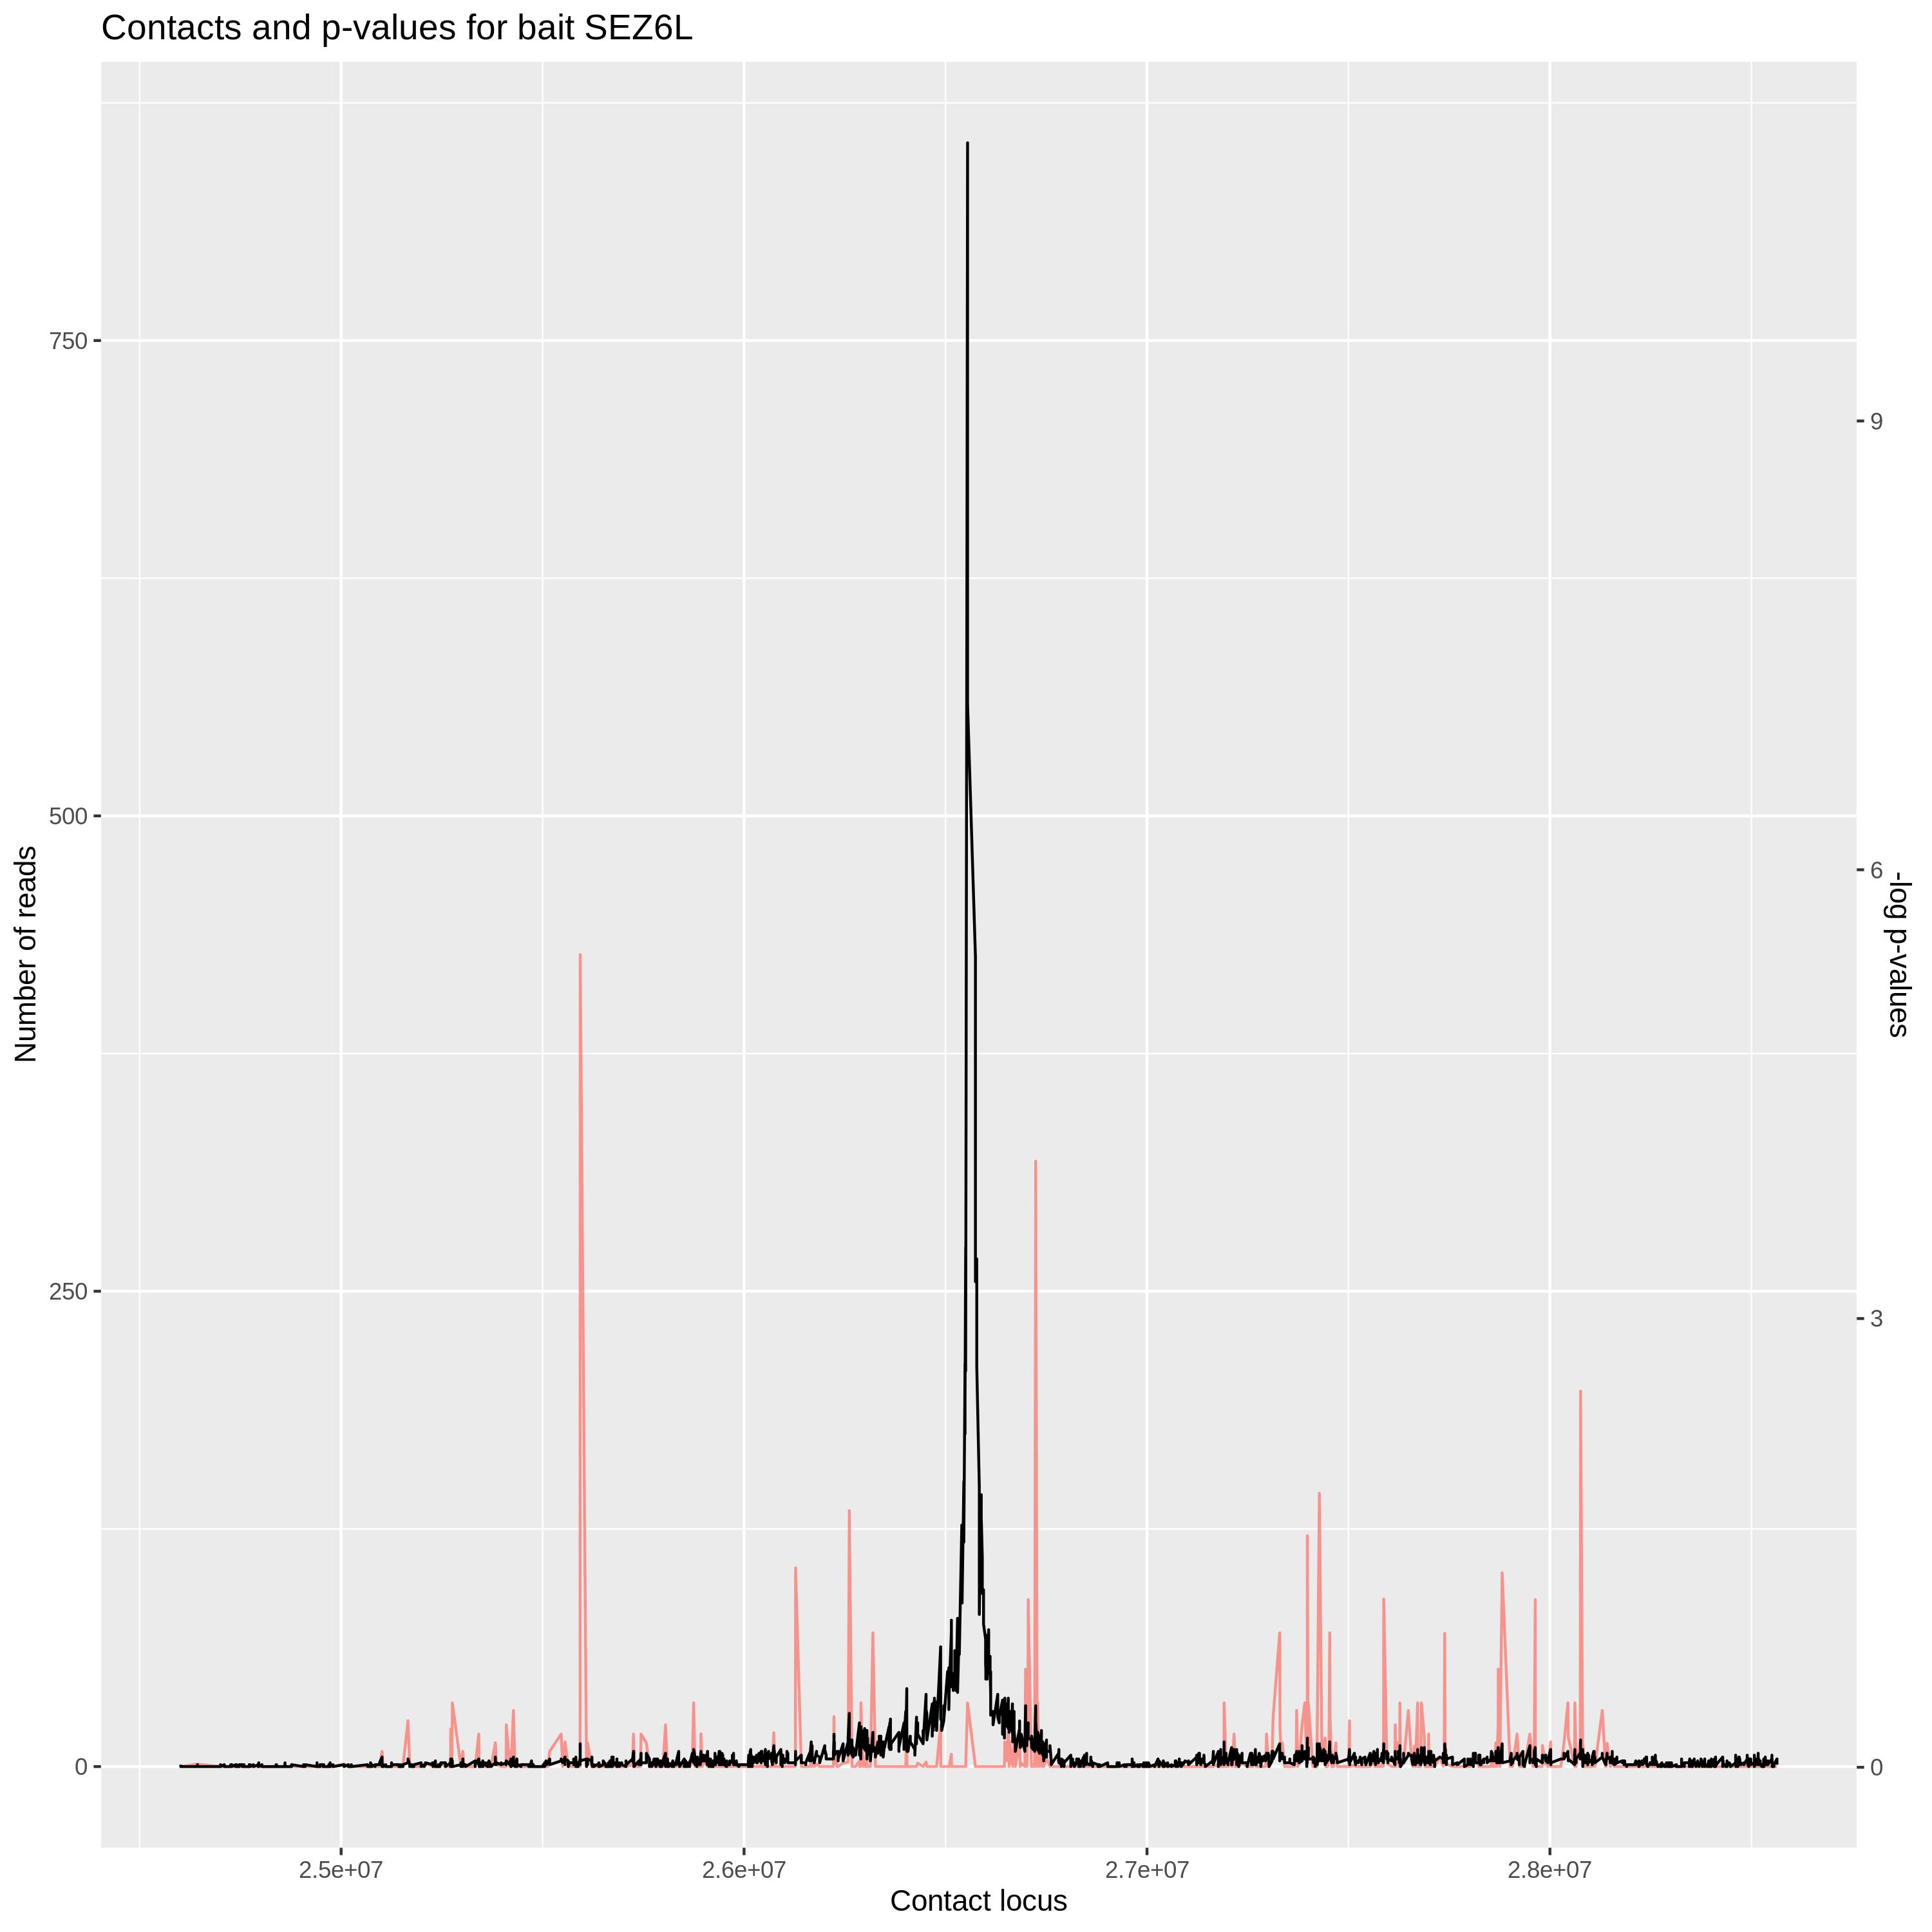 Contacts and p-values for bait SEZ6L
Number of reads
750
500
250
0
-log p-values
9
6
3
0
2.5e+07
2.6e+07
2.7e+07
2.8e+07
Contact locus